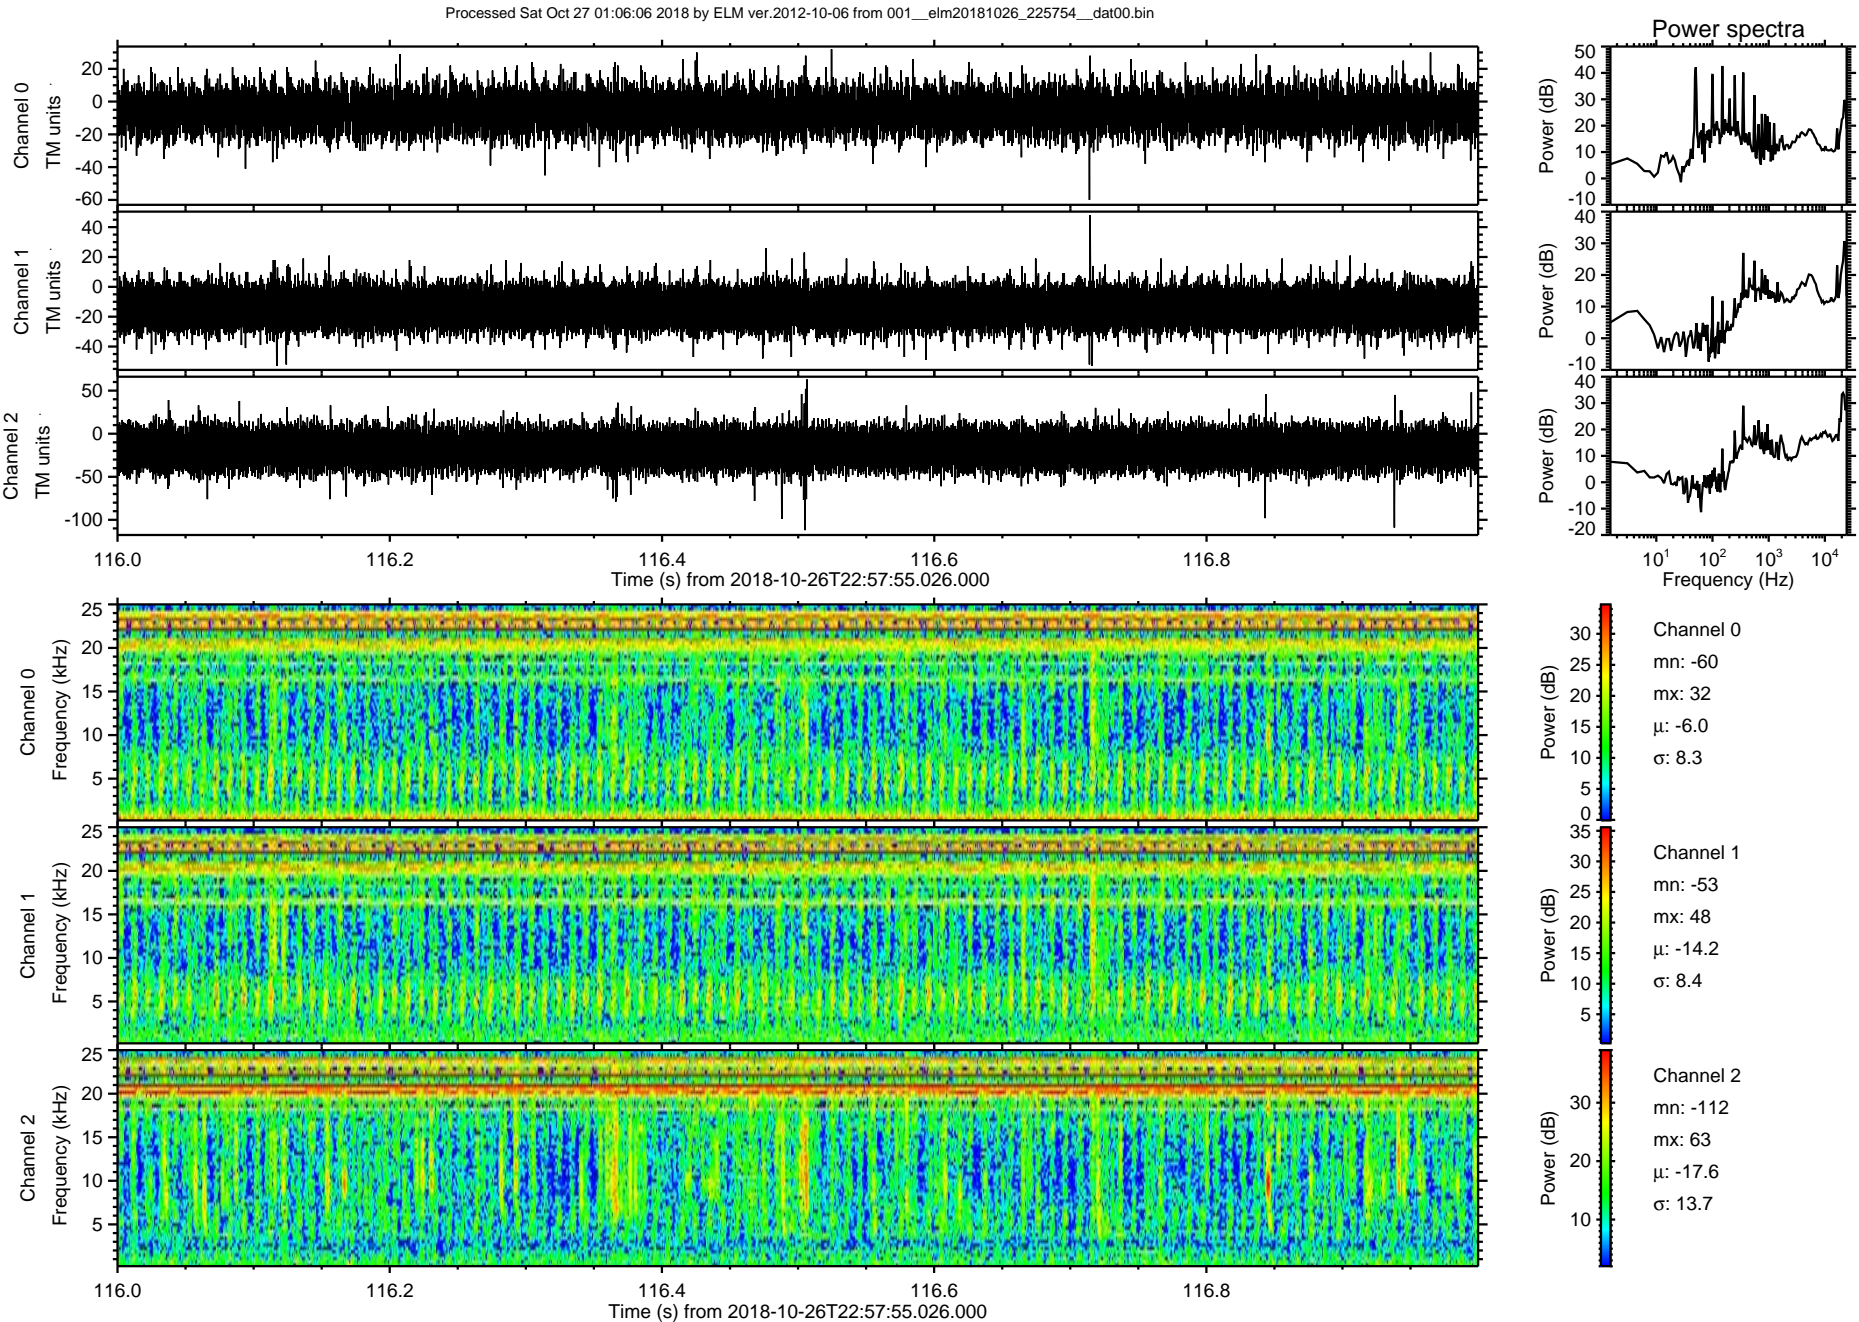 Processed Sat Oct 27 01:06:06 2018 by ELM ver.2012-10-06 from 001__elm20181026_225754__dat00.bin
Power spectra
Channel 0
TM units
20
0
-20
-40
-60
Power (dB)
50
40
30
20
10
0
-10
Channel 1
TM units
40
20
0
-20
-40
Power (dB)
40
30
20
10
0
-10
Channel 2
TM units
50
0
-50
-100
Power (dB)
40
30
20
10
0
-10
-20
116.0 116.2 116.4 116.6 116.8
Time (s) from 2018-10-26T22:57:55.026.000
10^1 10^2 10^3 10^4
Frequency (Hz)
Channel 0
Frequency (kHz)
25
20
15
10
5
Power (dB)
30
25
20
15
10
5
0
Channel 0
mn: -60
mx: 32
μ: -6.0
σ: 8.3
Channel 1
Frequency (kHz)
25
20
15
10
5
Power (dB)
35
30
25
20
15
10
5
Channel 1
mn: -53
mx: 48
μ: -14.2
σ: 8.4
Channel 2
Frequency (kHz)
25
20
15
10
5
Power (dB)
30
20
10
Channel 2
mn: -112
mx: 63
μ: -17.6
σ: 13.7
116.0 116.2 116.4 116.6 116.8
Time (s) from 2018-10-26T22:57:55.026.000